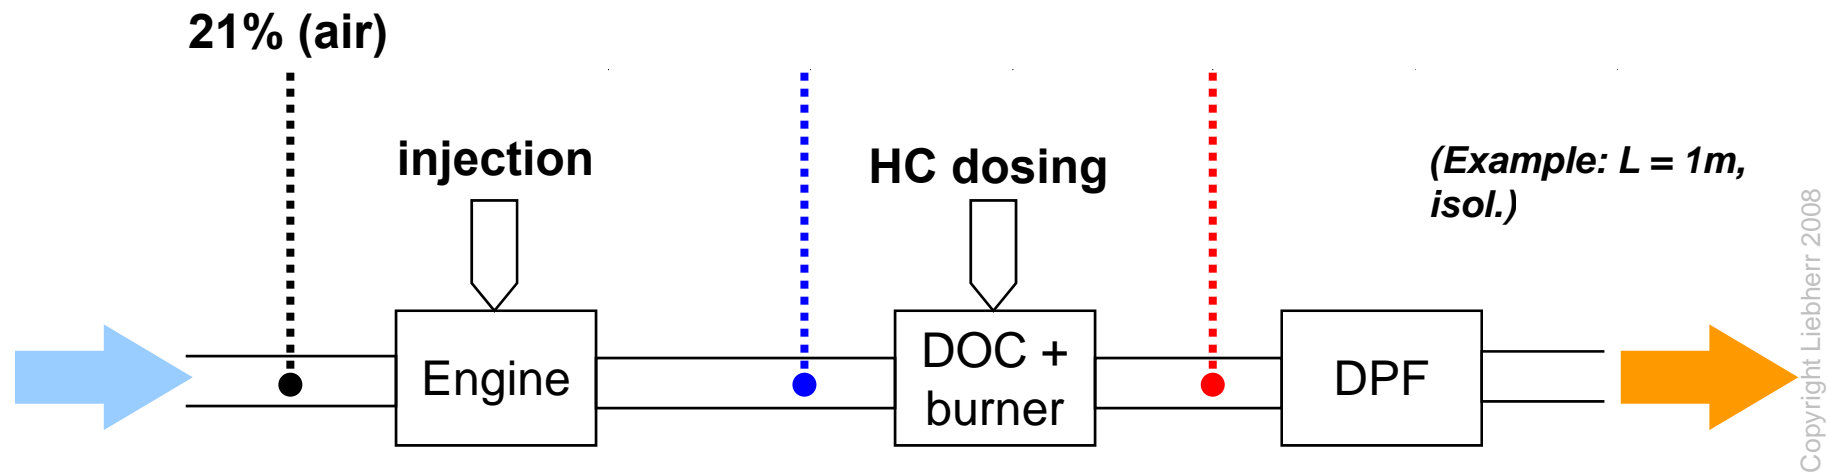 21% (air)
injection
HC dosing
(Example: L = 1m,
isol.)
Engine
DOC +
burner
DPF
Copyright Liebherr 2008